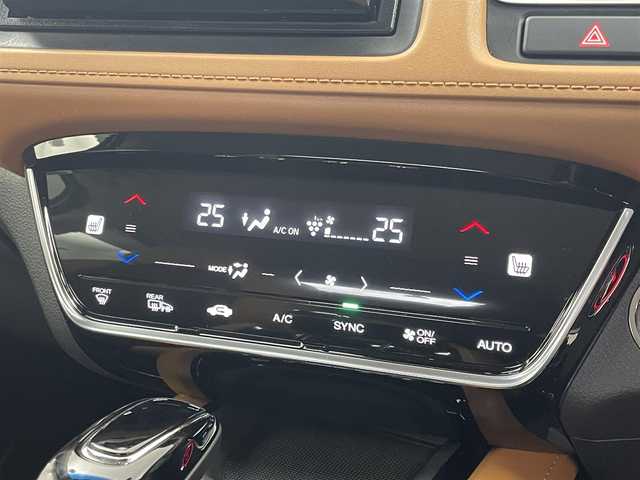 25 A/C ON 25
MODE
FRONT REAR A/C SYNC ON/OFF AUTO